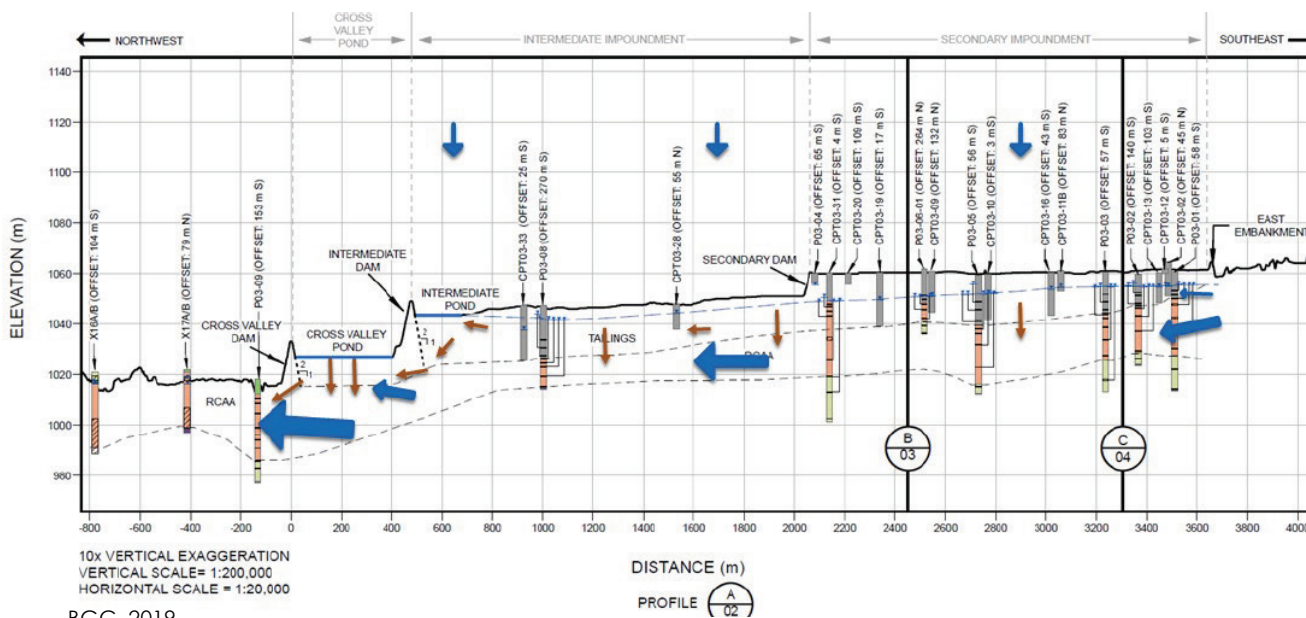 CROSS
VALLEY
POND
NORTHWEST
INTERMEDIATE IMPOUNDMENT
SECONDARY IMPOUNDMENT
SOUTHEAST
ELEVATION (m)
1140
1120
1100
1080
1060
1040
1020
1000
980
X16A/B (OFFSET: 104 m S)
X17A/B (OFFSET: 79 m N)
P03-09 (OFFSET: 153 m S)
CPT03-33 (OFFSET: 25 m S)
P03-08 (OFFSET: 270 m S)
CPT03-28 (OFFSET: 55 m N)
P03-04 (OFFSET: 65 m S)
CPT03-31 (OFFSET: 4 m S)
CPT03-20 (OFFSET: 109 m S)
CPT03-19 (OFFSET: 17 m S)
P03-06-01 (OFFSET: 264 m N)
CPT03-09 (OFFSET: 132 m N)
P03-05 (OFFSET: 56 m S)
CPT03-10 (OFFSET: 3 m S)
CPT03-16 (OFFSET: 43 m S)
CPT03-11B (OFFSET: 83 m N)
P03-03 (OFFSET: 57 m S)
P03-02 (OFFSET: 140 m S)
CPT03-13 (OFFSET: 103 m S)
CPT03-12 (OFFSET: 5 m S)
CPT03-02 (OFFSET: 45 m N)
P03-01 (OFFSET: 58 m S)
EAST
EMBANKMENT
INTERMEDIATE
DAM
SECONDARY DAM
INTERMEDIATE
POND
CROSS VALLEY
DAM
CROSS VALLEY
POND
2
1
2
1
TAILINGS
RCAA
RCAA
B
03
C
04
-800
-600
-400
-200
0
200
400
600
800
1000
1200
1400
1600
1800
2000
2200
2400
2600
2800
3000
3200
3400
3600
3800
DISTANCE (m)
10x VERTICAL EXAGGERATION
VERTICAL SCALE= 1:200,000
HORIZONTAL SCALE = 1:20,000
PROFILE
A
02